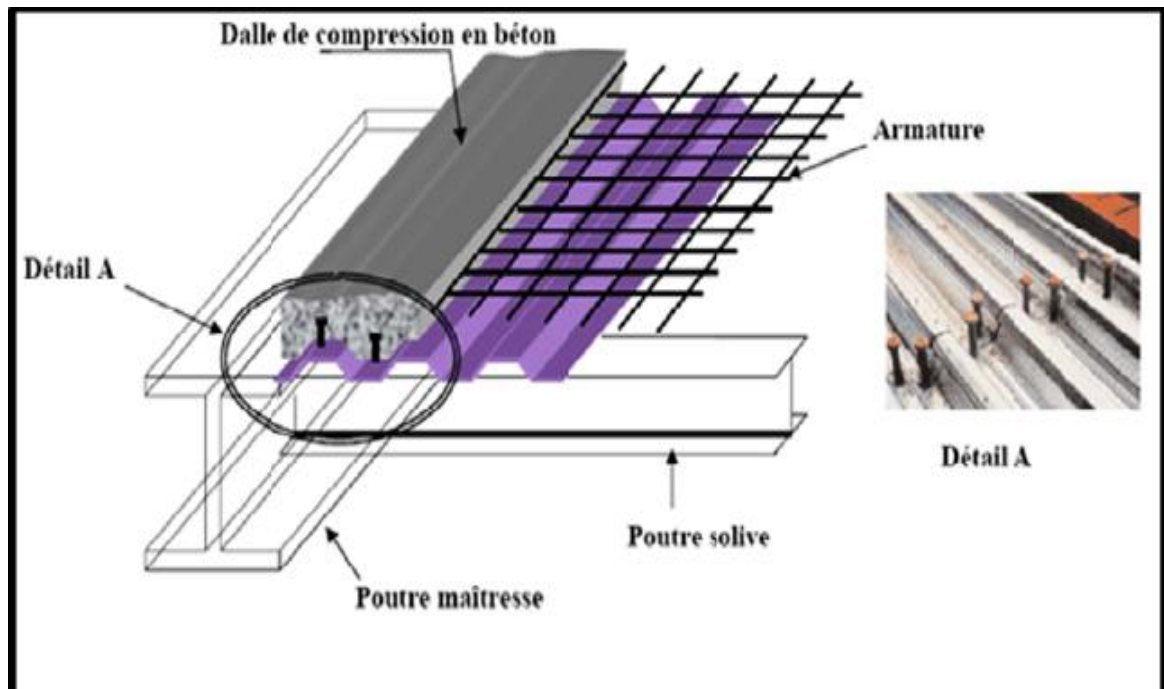 Dalle de compression en béton
Armature
Détail A
Détail A
Poutre solive
Poutre maîtresse